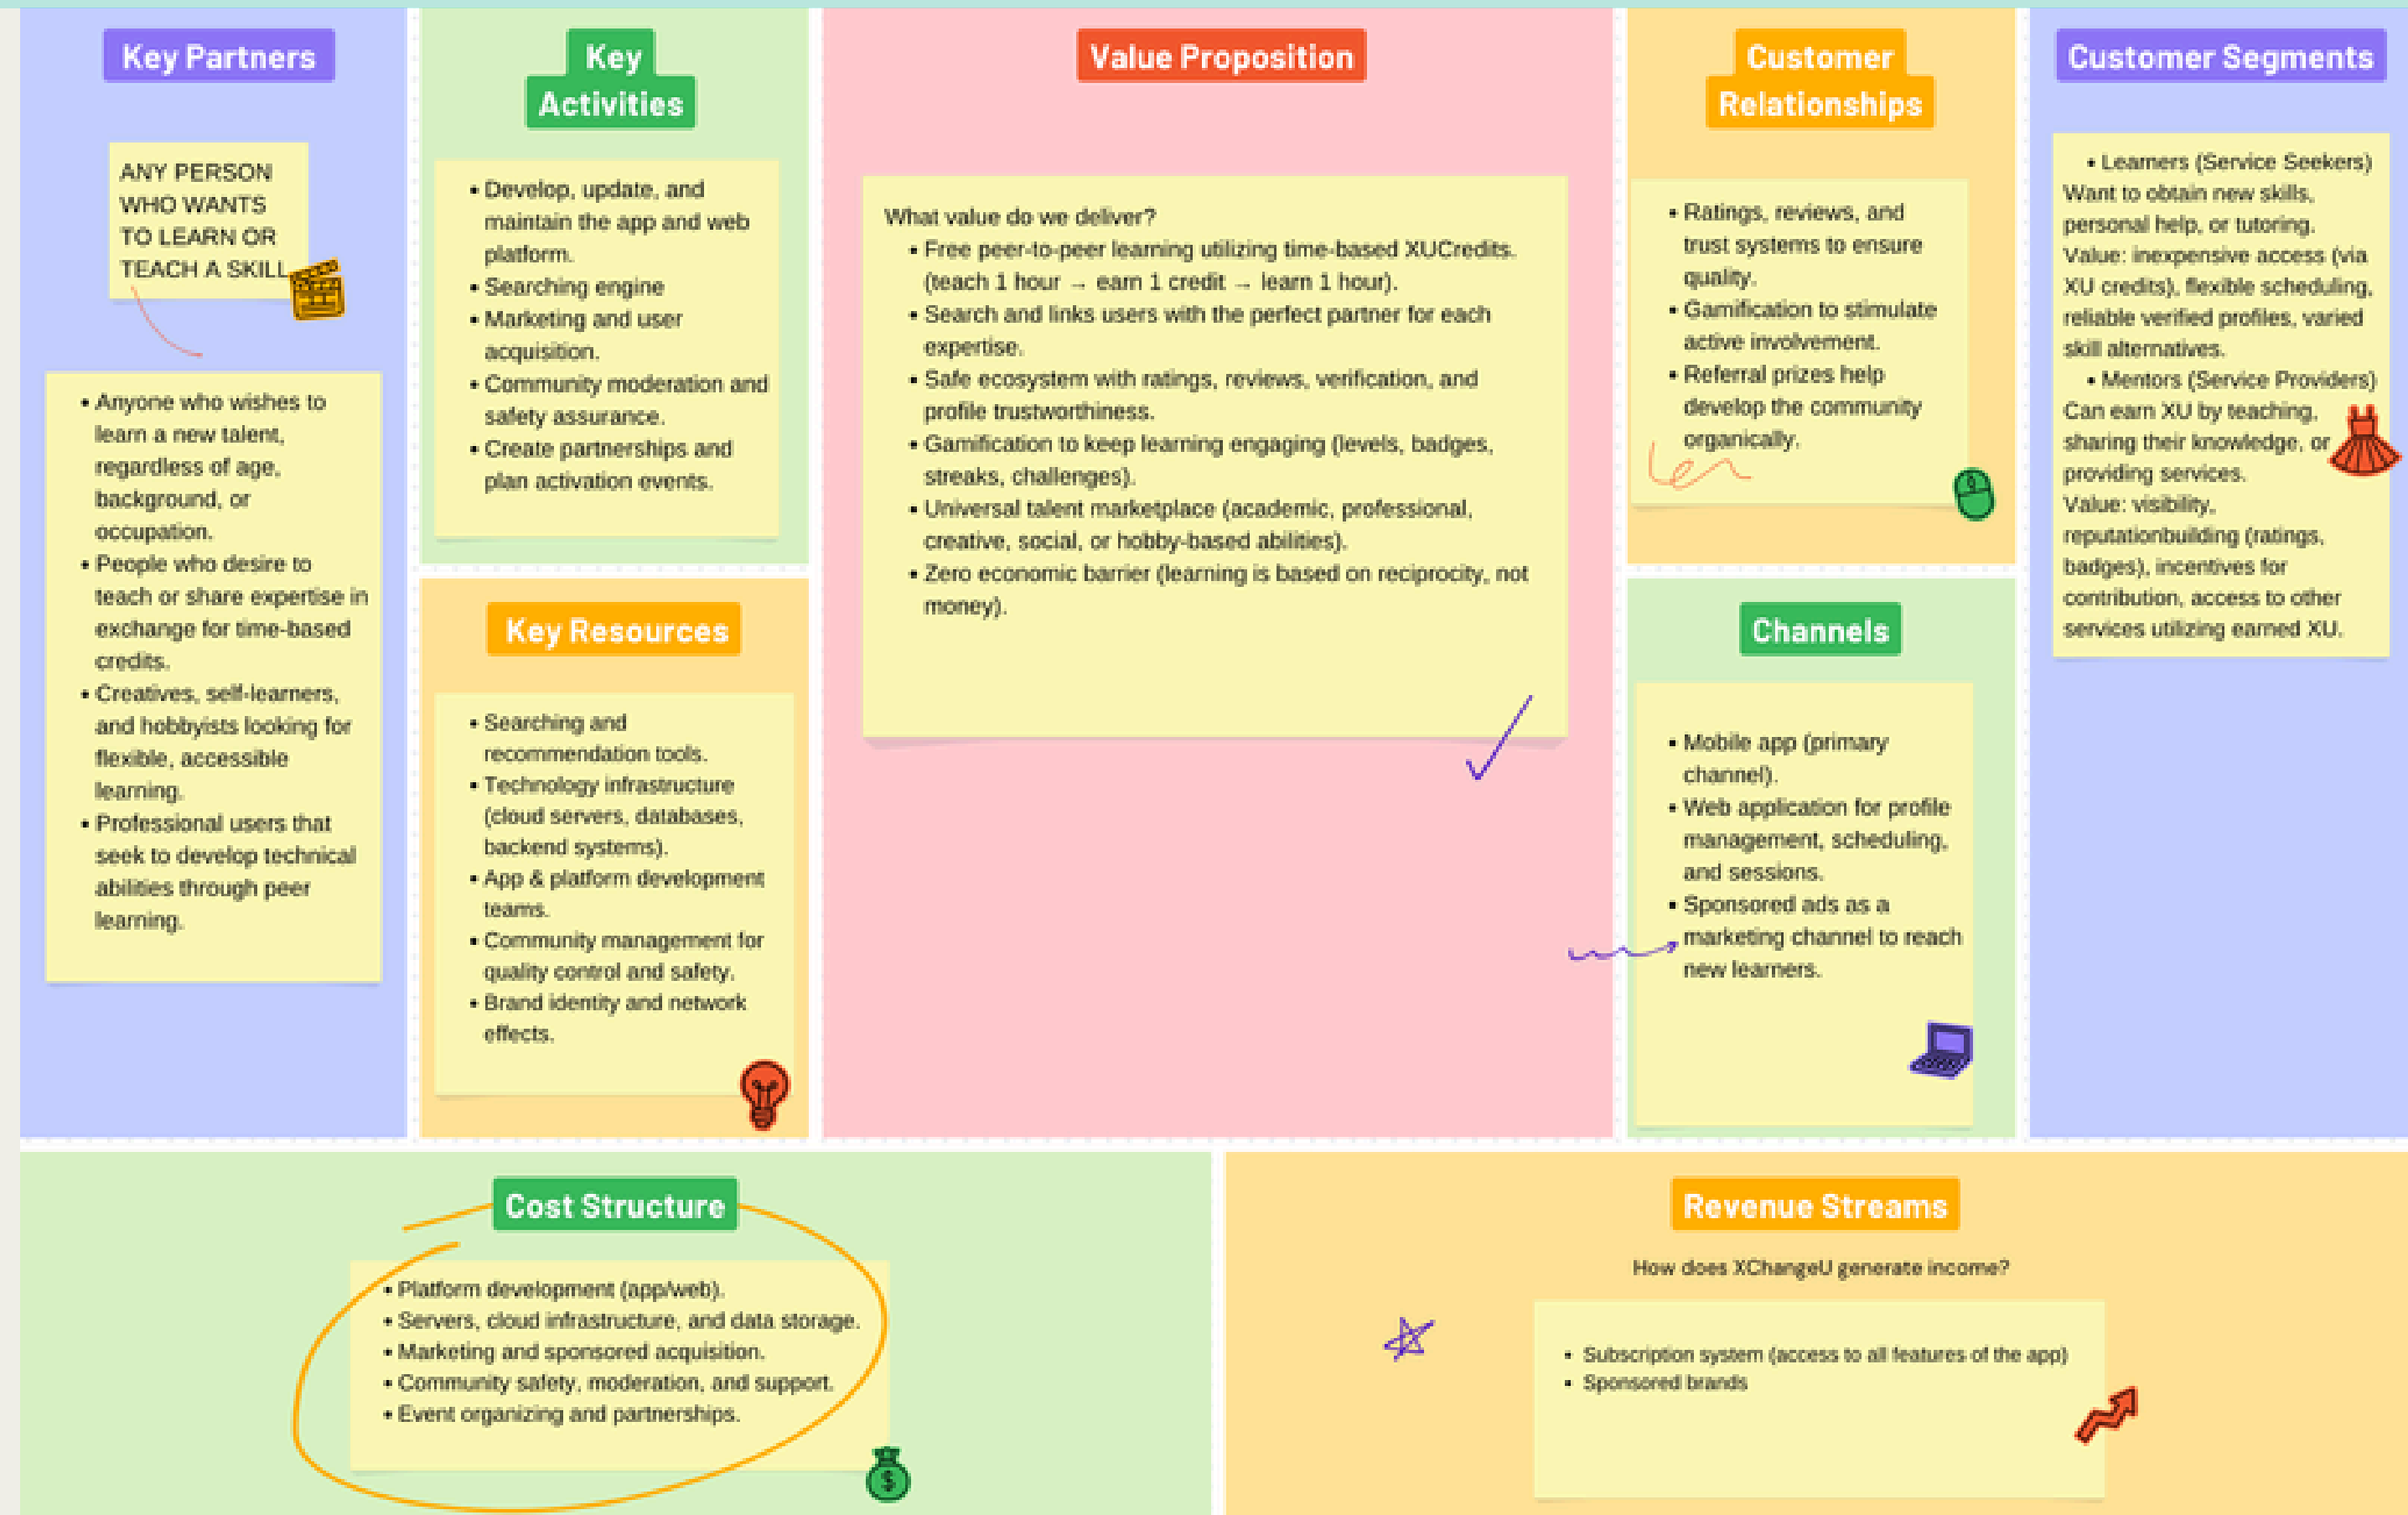 Key Partners
ANY PERSON
WHO WANTS
TO LEARN OR
TEACH A SKILL
• Anyone who wishes to
learn a new talent,
regardless of age,
background, or
occupation.
• People who desire to
teach or share expertise in
exchange for time-based
credits.
• Creatives, self-learners,
and hobbyists looking for
flexible, accessible
learning.
• Professional users that
seek to develop technical
abilities through peer
learning.
Key
Activities
• Develop, update, and
maintain the app and web
platform.
• Searching engine
• Marketing and user
acquisition.
• Community moderation and
safety assurance.
• Create partnerships and
plan activation events.
Key Resources
• Searching and
recommendation tools.
• Technology infrastructure
(cloud servers, databases,
backend systems).
• App & platform development
teams.
• Community management for
quality control and safety.
• Brand identity and network
effects.
Value Proposition
What value do we deliver?
• Free peer-to-peer learning utilizing time-based XUCredits.
(teach 1 hour → earn 1 credit → learn 1 hour).
• Search and links users with the perfect partner for each
expertise.
• Safe ecosystem with ratings, reviews, verification, and
profile trustworthiness.
• Gamification to keep learning engaging (levels, badges,
streaks, challenges).
• Universal talent marketplace (academic, professional,
creative, social, or hobby-based abilities).
• Zero economic barrier (learning is based on reciprocity, not
money).
Customer
Relationships
• Ratings, reviews, and
trust systems to ensure
quality.
• Gamification to stimulate
active involvement.
• Referral prizes help
develop the community
organically.
Channels
• Mobile app (primary
channel).
• Web application for profile
management, scheduling,
and sessions.
• Sponsored ads as a
marketing channel to reach
new learners.
Customer Segments
• Learners (Service Seekers)
Want to obtain new skills,
personal help, or tutoring.
Value: inexpensive access (via
XU credits), flexible scheduling,
reliable verified profiles, varied
skill alternatives.
• Mentors (Service Providers)
Can earn XU by teaching,
sharing their knowledge, or
providing services.
Value: visibility,
reputationbuilding (ratings,
badges), incentives for
contribution, access to other
services utilizing earned XU.
Cost Structure
• Platform development (app/web).
• Servers, cloud infrastructure, and data storage.
• Marketing and sponsored acquisition.
• Community safety, moderation, and support.
• Event organizing and partnerships.
$
Revenue Streams
How does XChangeU generate income?
• Subscription system (access to all features of the app)
• Sponsored brands